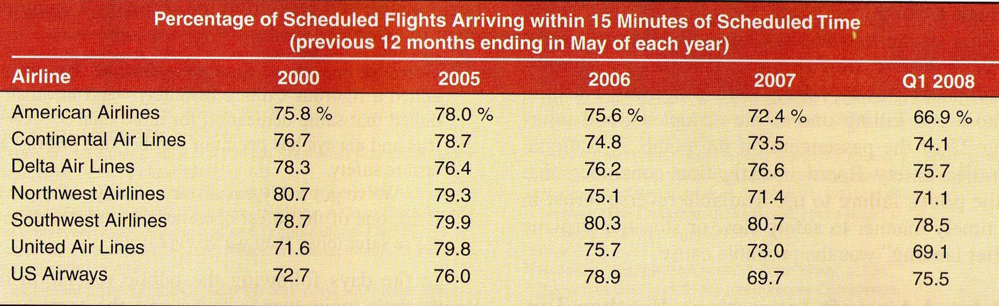 Percentage of Scheduled Flights Arriving within 15 Minutes of Scheduled Time
(previous 12 months ending in May of each year)
Airline 2000 2005 2006 2007 Q1 2008
American Airlines 75.8 % 78.0 % 75.6 % 72.4 % 66.9 %
Continental Air Lines 76.7 78.7 74.8 73.5 74.1
Delta Air Lines 78.3 76.4 76.2 76.6 75.7
Northwest Airlines 80.7 79.3 75.1 71.4 71.1
Southwest Airlines 78.7 79.9 80.3 80.7 78.5
United Air Lines 71.6 79.8 75.7 73.0 69.1
US Airways 72.7 76.0 78.9 69.7 75.5